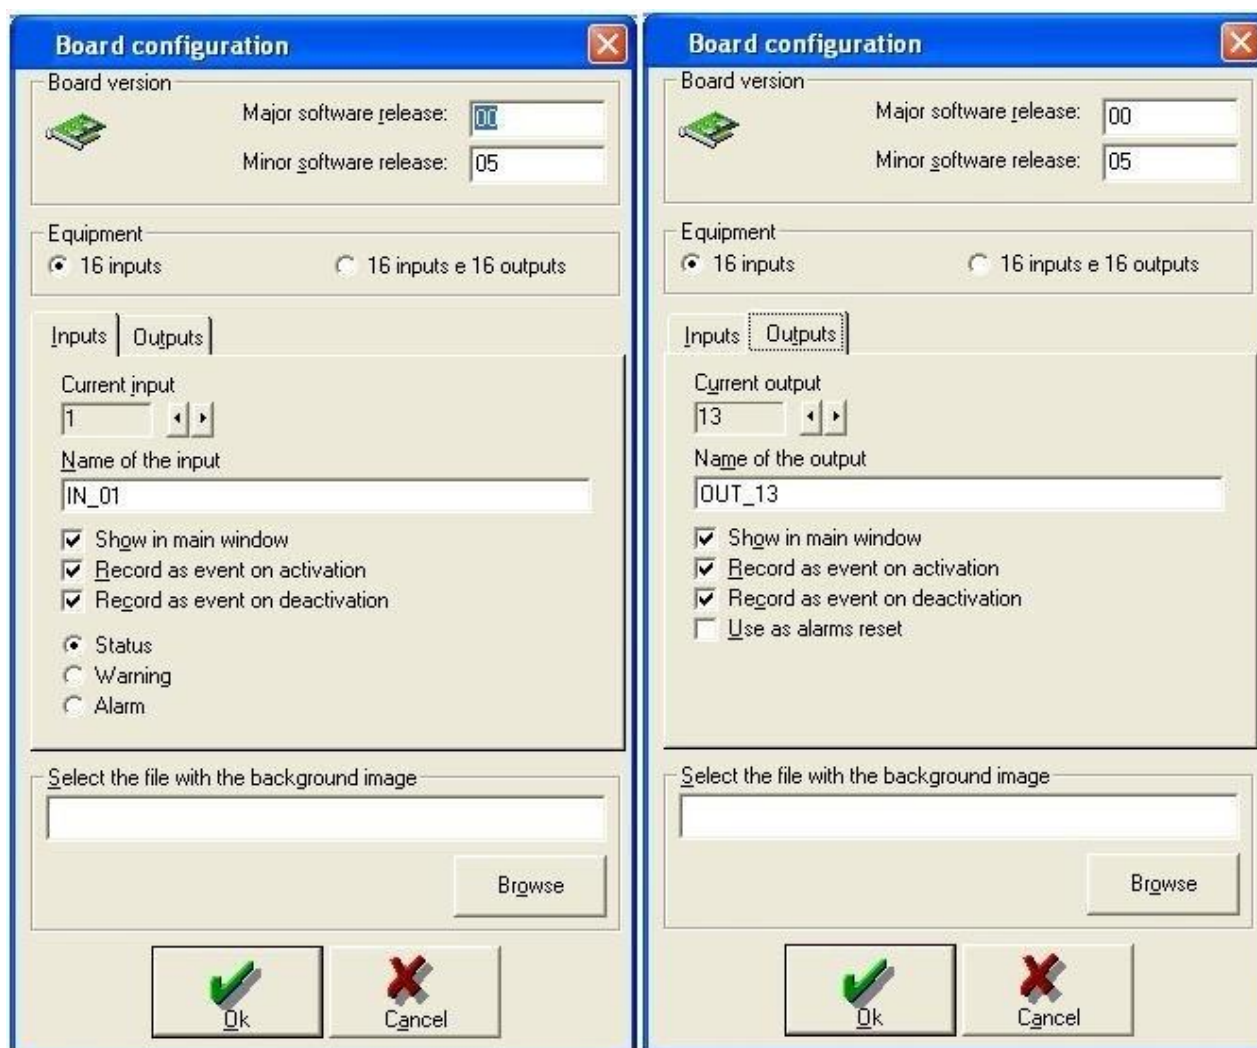 Board configuration
Board version
Major software release: 00
Minor software release: 05
Equipment
16 inputs 16 inputs e 16 outputs
Inputs Outputs
Current input
1
Name of the input
IN_01
Show in main window
Record as event on activation
Record as event on deactivation
Status
Warning
Alarm
Select the file with the background image
Browse
Ok Cancel
Board configuration
Board version
Major software release: 00
Minor software release: 05
Equipment
16 inputs 16 inputs e 16 outputs
Inputs Outputs
Current output
13
Name of the output
OUT_13
Show in main window
Record as event on activation
Record as event on deactivation
Use as alarms reset
Select the file with the background image
Browse
Ok Cancel